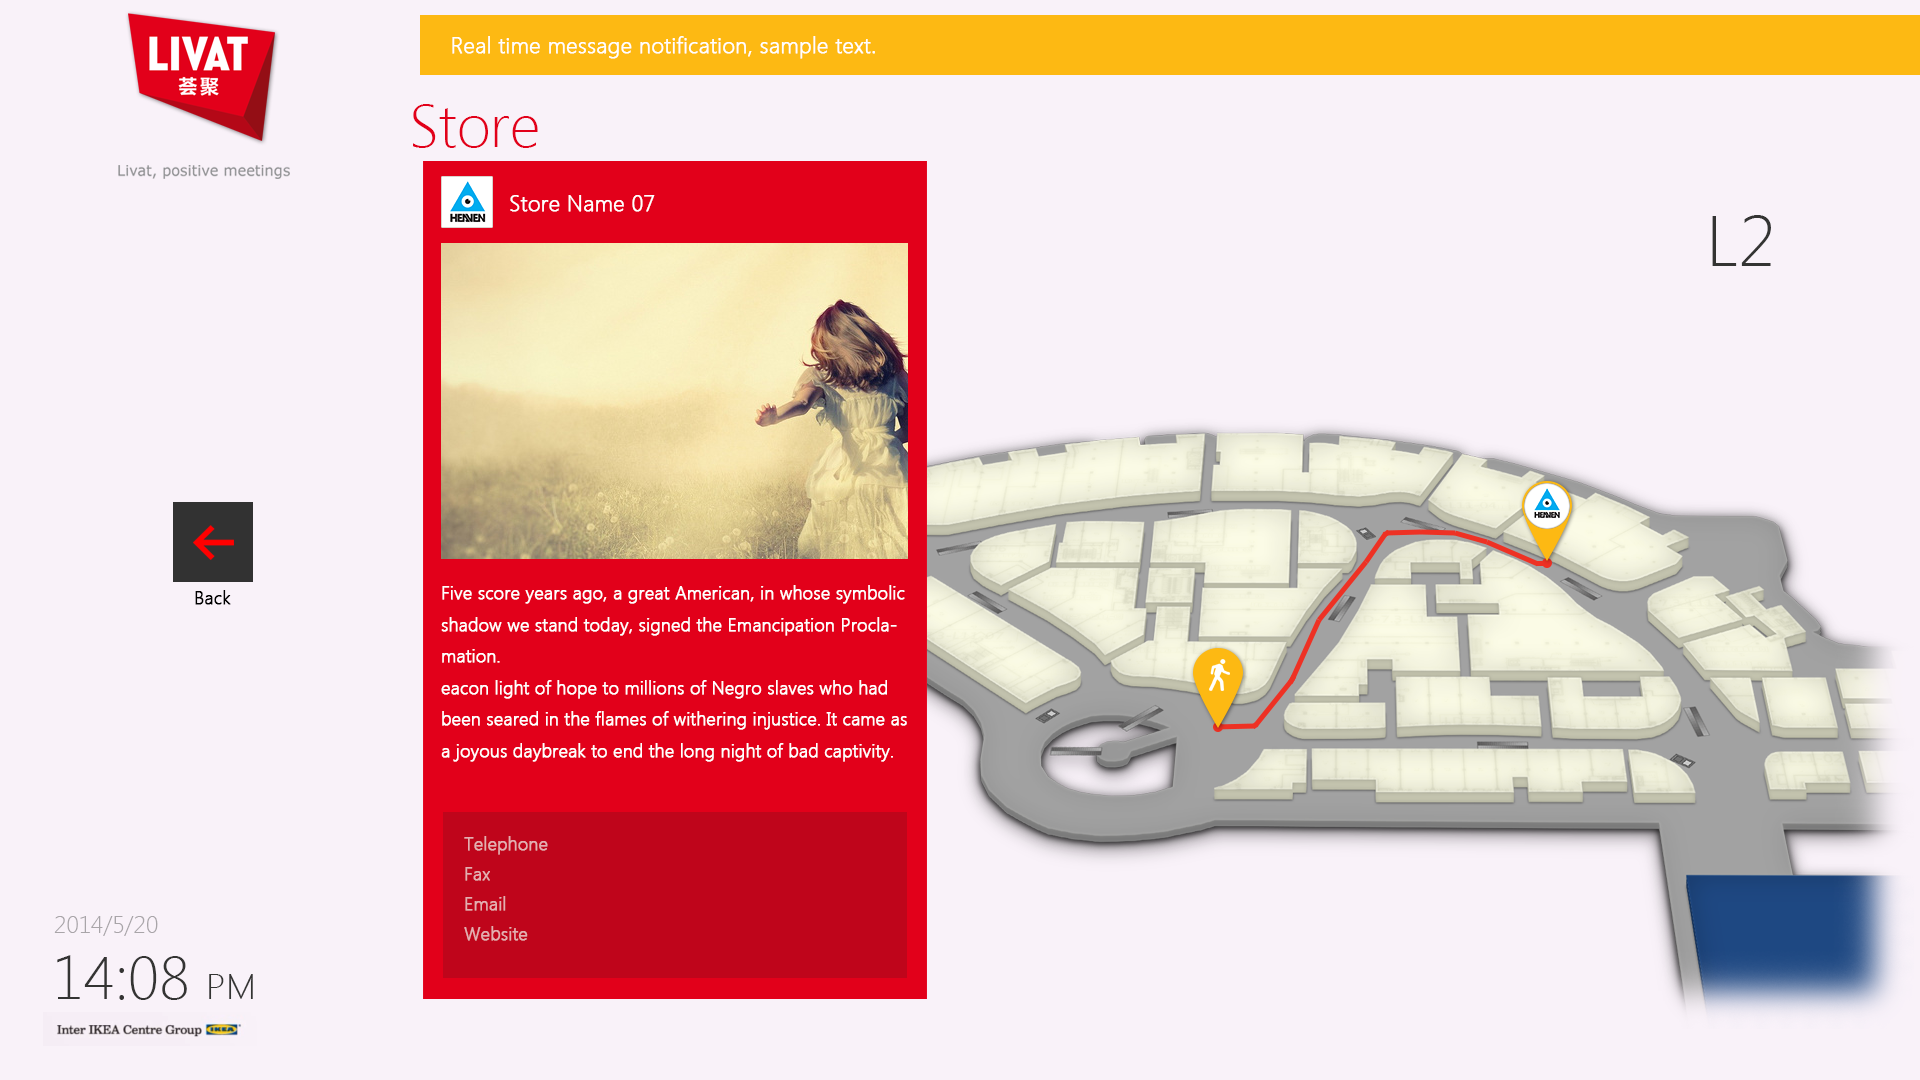 LIVAT
荟聚
Livat, positive meetings
Real time message notification, sample text.
Store
HEAVEN
Store Name 07
Five score years ago, a great American, in whose symbolic
shadow we stand today, signed the Emancipation Procla-
mation.
eacon light of hope to millions of Negro slaves who had
been seared in the flames of withering injustice. It came as
a joyous daybreak to end the long night of bad captivity.
Telephone
Fax
Email
Website
L2
HEAVEN
Back
2014/5/20
14:08 PM
Inter IKEA Centre Group IKEA